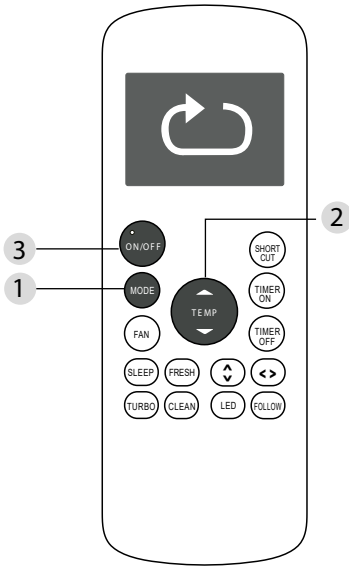 2
3
ON/OFF
SHORT
CUT
1
MODE
TEMP
TIMER
ON
FAN
TIMER
OFF
SLEEP
FRESH
TURBO
CLEAN
LED
FOLLOW